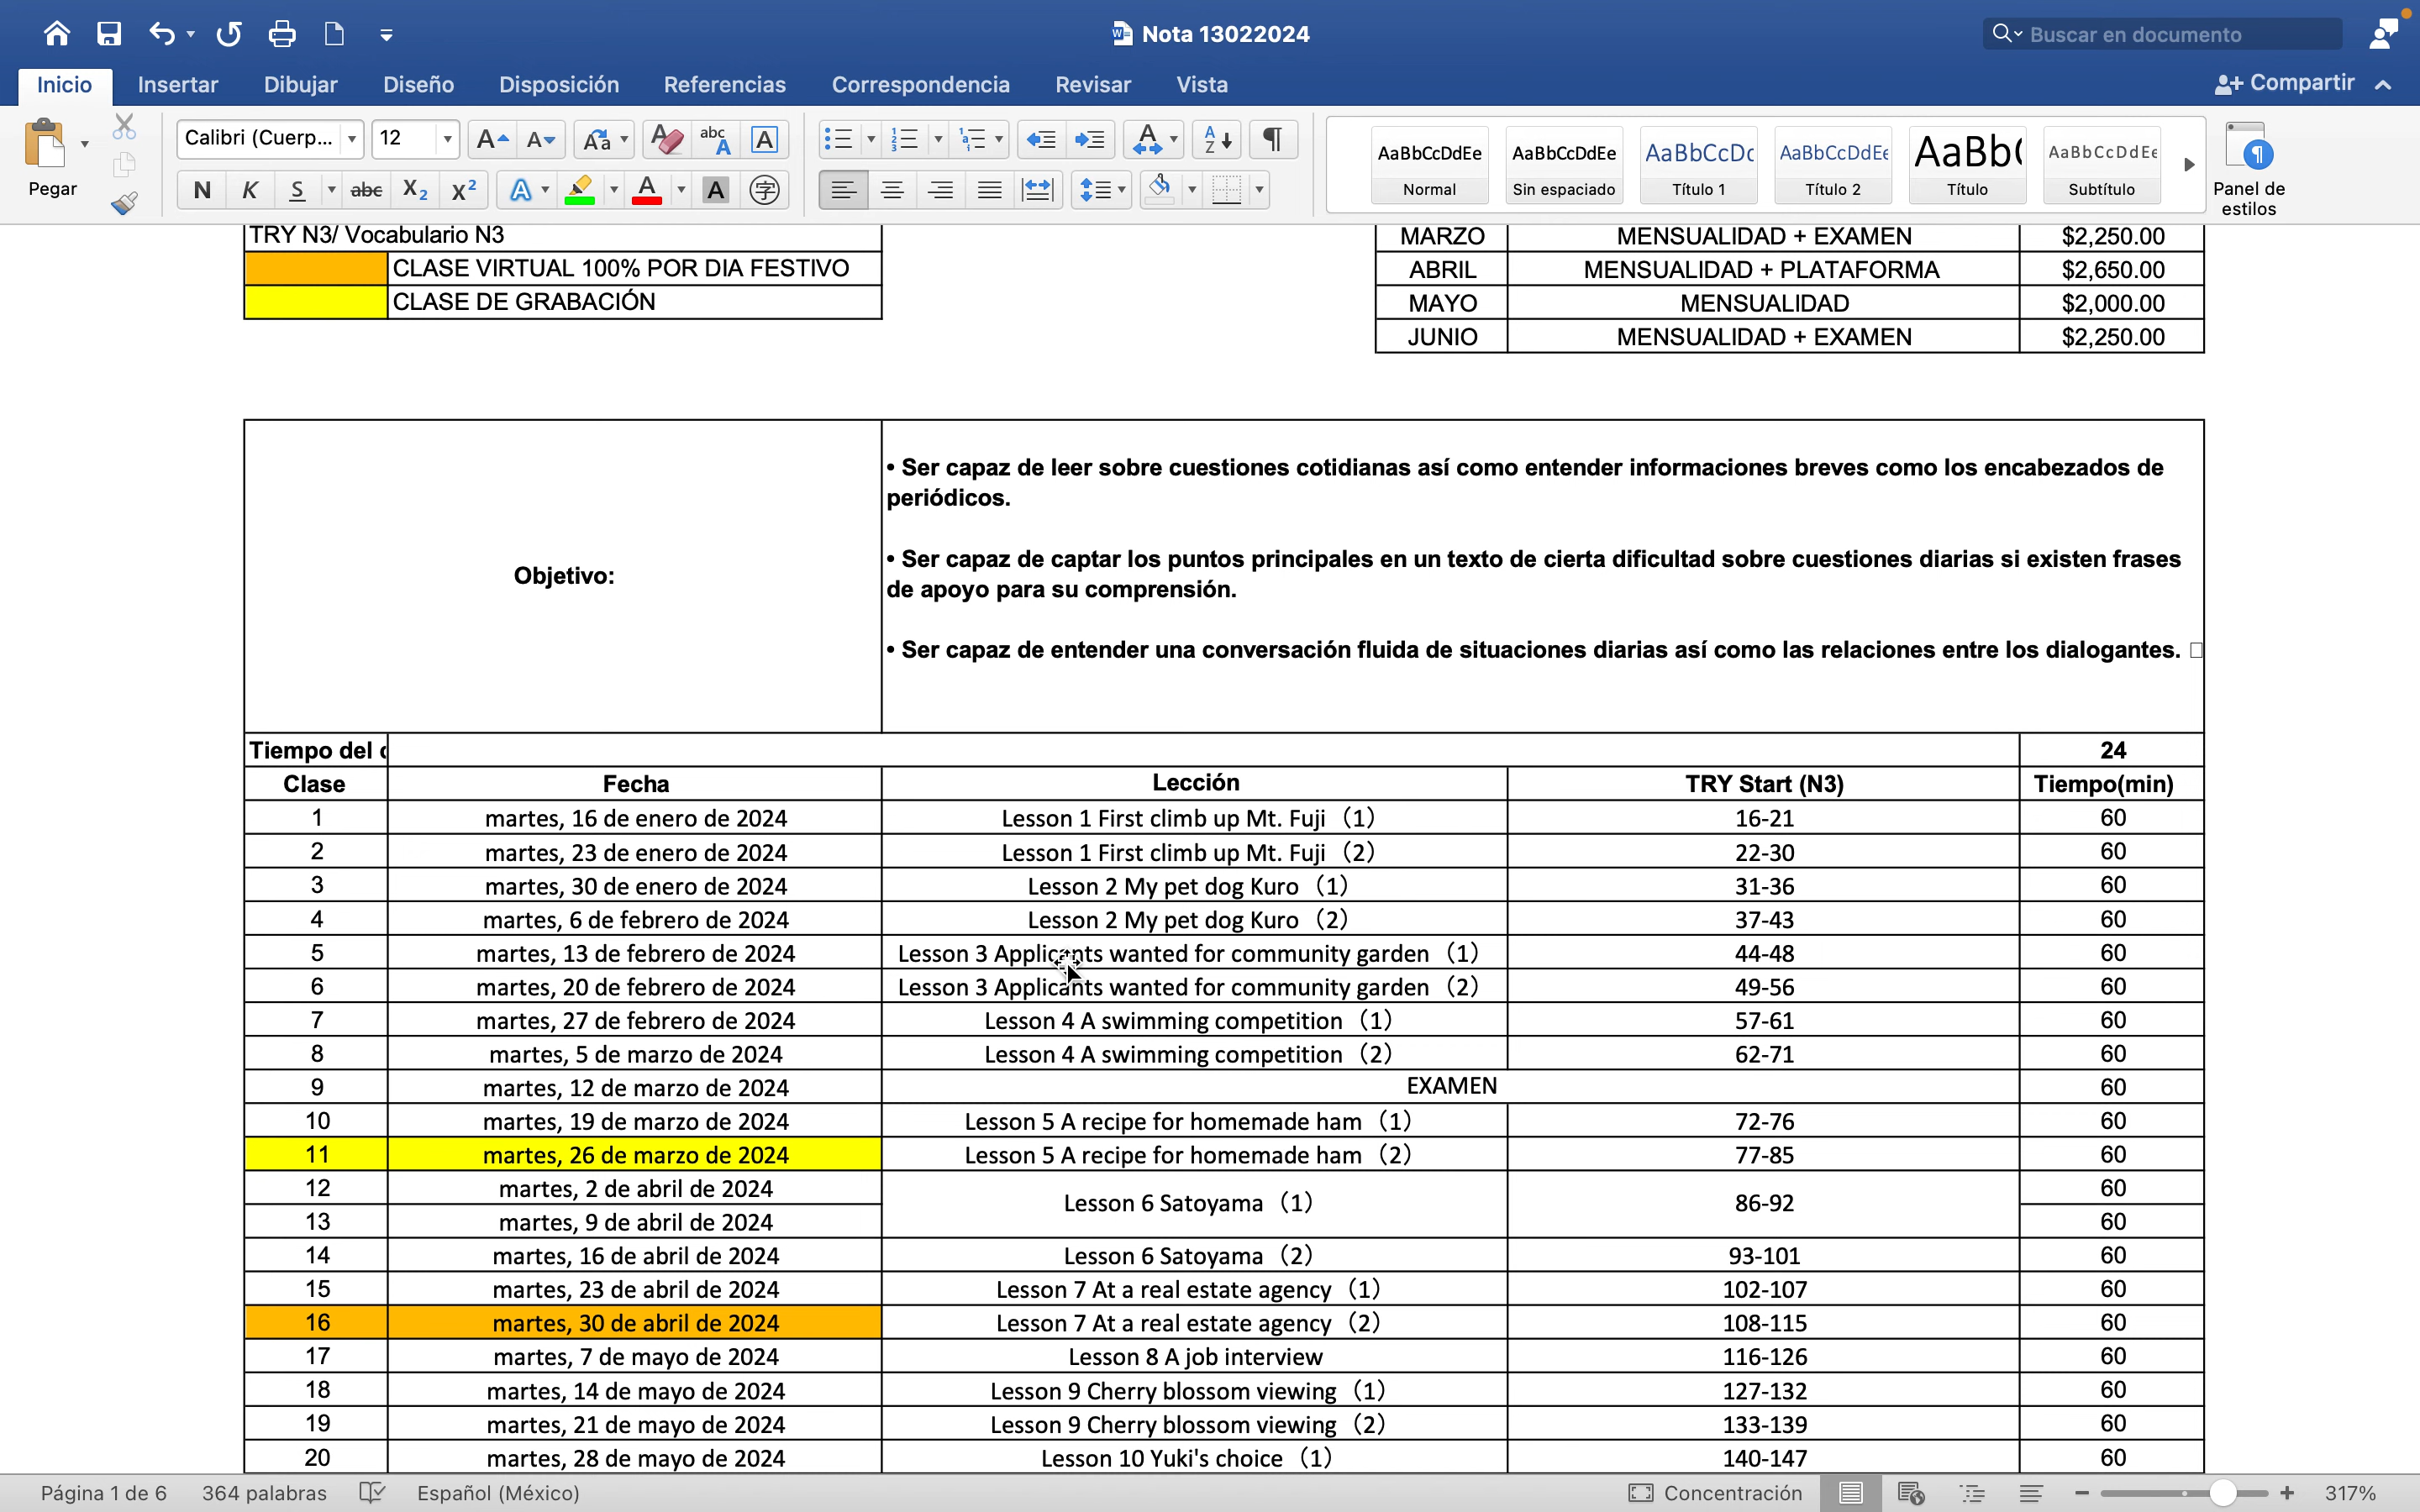 Nota 13022024
Buscar en documento
Inicio Insertar Dibujar Diseño Disposición Referencias Correspondencia Revisar Vista Compartir
Pegar
Calibri (Cuerp... 12
N K S abc X₂ X²
AaBbCcDdEe AaBbCcDdEe AaBbCcDc AaBbCcDdEe AaBb( AaBbCcDdEe
Normal Sin espaciado Título 1 Título 2 Título Subtítulo
Panel de estilos
TRY N3/ Vocabulario N3
CLASE VIRTUAL 100% POR DIA FESTIVO
CLASE DE GRABACIÓN
MARZO MENSUALIDAD + EXAMEN $2,250.00
ABRIL MENSUALIDAD + PLATAFORMA $2,650.00
MAYO MENSUALIDAD $2,000.00
JUNIO MENSUALIDAD + EXAMEN $2,250.00
Objetivo:
• Ser capaz de leer sobre cuestiones cotidianas así como entender informaciones breves como los encabezados de
periódicos.
• Ser capaz de captar los puntos principales en un texto de cierta dificultad sobre cuestiones diarias si existen frases
de apoyo para su comprensión.
• Ser capaz de entender una conversación fluida de situaciones diarias así como las relaciones entre los dialogantes.
Tiempo del 24
Clase Fecha Lección TRY Start (N3) Tiempo(min)
1 martes, 16 de enero de 2024 Lesson 1 First climb up Mt. Fuji（1） 16-21 60
2 martes, 23 de enero de 2024 Lesson 1 First climb up Mt. Fuji（2） 22-30 60
3 martes, 30 de enero de 2024 Lesson 2 My pet dog Kuro（1） 31-36 60
4 martes, 6 de febrero de 2024 Lesson 2 My pet dog Kuro（2） 37-43 60
5 martes, 13 de febrero de 2024 Lesson 3 Applicants wanted for community garden（1） 44-48 60
6 martes, 20 de febrero de 2024 Lesson 3 Applicants wanted for community garden（2） 49-56 60
7 martes, 27 de febrero de 2024 Lesson 4 A swimming competition（1） 57-61 60
8 martes, 5 de marzo de 2024 Lesson 4 A swimming competition（2） 62-71 60
9 martes, 12 de marzo de 2024 EXAMEN 60
10 martes, 19 de marzo de 2024 Lesson 5 A recipe for homemade ham（1） 72-76 60
11 martes, 26 de marzo de 2024 Lesson 5 A recipe for homemade ham（2） 77-85 60
12 martes, 2 de abril de 2024 Lesson 6 Satoyama（1） 86-92 60
13 martes, 9 de abril de 2024 60
14 martes, 16 de abril de 2024 Lesson 6 Satoyama（2） 93-101 60
15 martes, 23 de abril de 2024 Lesson 7 At a real estate agency（1） 102-107 60
16 martes, 30 de abril de 2024 Lesson 7 At a real estate agency（2） 108-115 60
17 martes, 7 de mayo de 2024 Lesson 8 A job interview 116-126 60
18 martes, 14 de mayo de 2024 Lesson 9 Cherry blossom viewing（1） 127-132 60
19 martes, 21 de mayo de 2024 Lesson 9 Cherry blossom viewing（2） 133-139 60
20 martes, 28 de mayo de 2024 Lesson 10 Yuki's choice（1） 140-147 60
Página 1 de 6 364 palabras Español (México) Concentración 317%